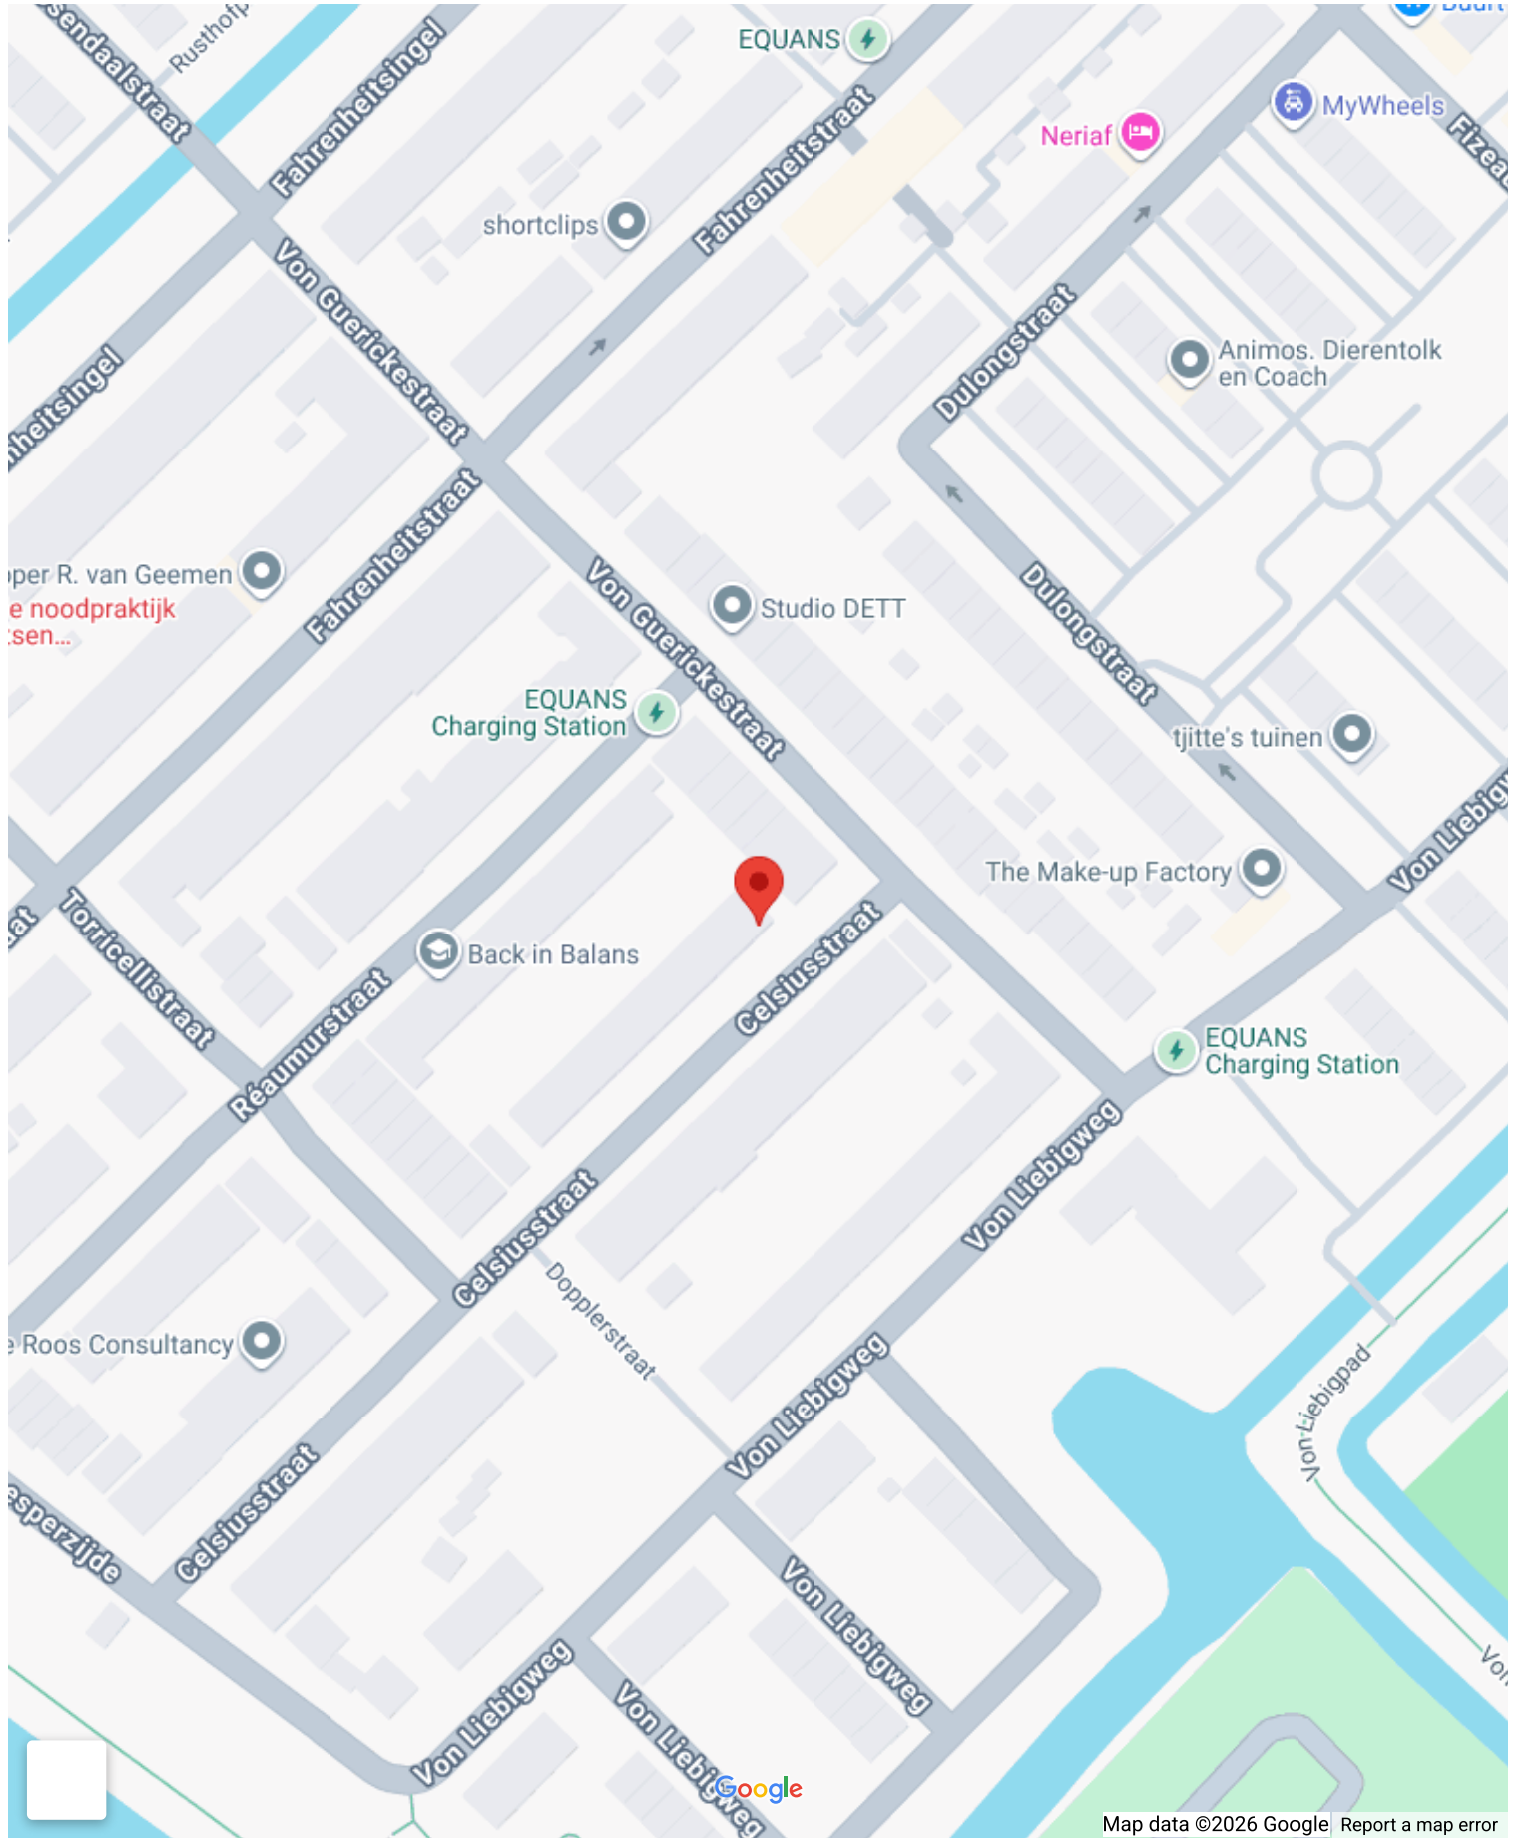 EQUANS
MyWheels
Neriaf
Fahrenheitsingel
Fahrenheitstraat
shortclips
Von Guerickestraat
Dulongstraat
Animos. Dierentolk
en Coach
Fahrenheitstraat
R. van Geemen
noodpraktijk
Von Guerickestraat
Studio DETT
Dulongstraat
EQUANS
Charging Station
tjitte's tuinen
The Make-up Factory
Torricellistraat
Back in Balans
Celsiusstraat
Réaumurstraat
EQUANS
Charging Station
Von Liebigweg
Celsiusstraat
Dopplerstraat
Roos Consultancy
Von Liebigweg
Von Liebigpad
Celsiusstraat
Von Liebigweg
Von Liebigweg
Von Liebigweg
Google
Map data ©2026 Google
Report a map error